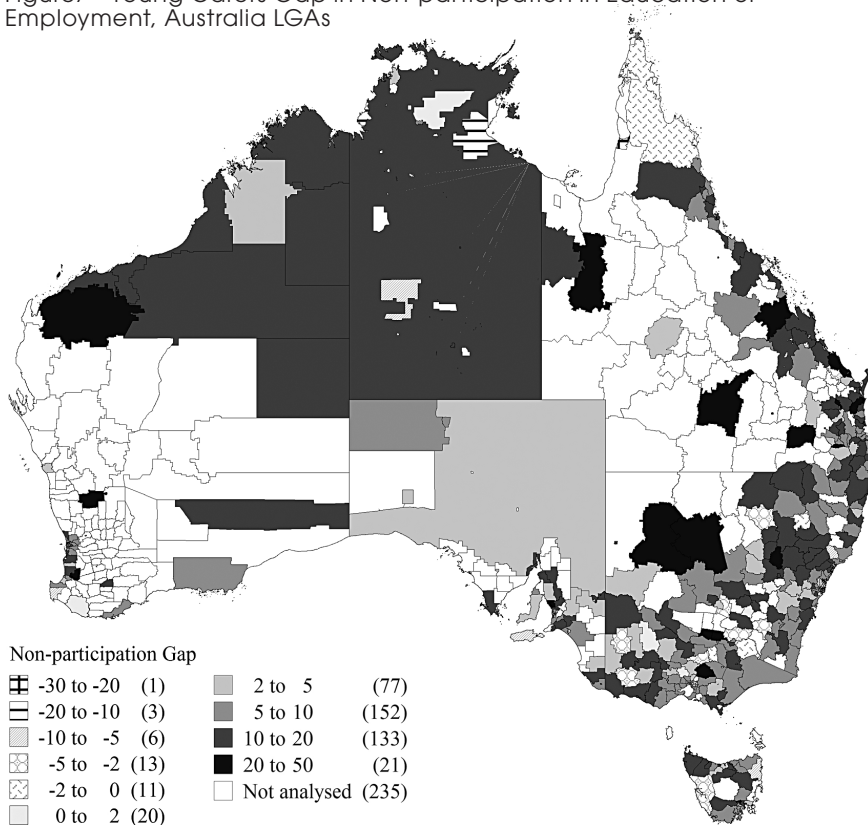 Employment, Australia LGAs
Non-participation Gap
-30 to -20 (1)
-20 to -10 (3)
-10 to -5 (6)
-5 to -2 (13)
-2 to 0 (11)
0 to 2 (20)
2 to 5 (77)
5 to 10 (152)
10 to 20 (133)
20 to 50 (21)
Not analysed (235)